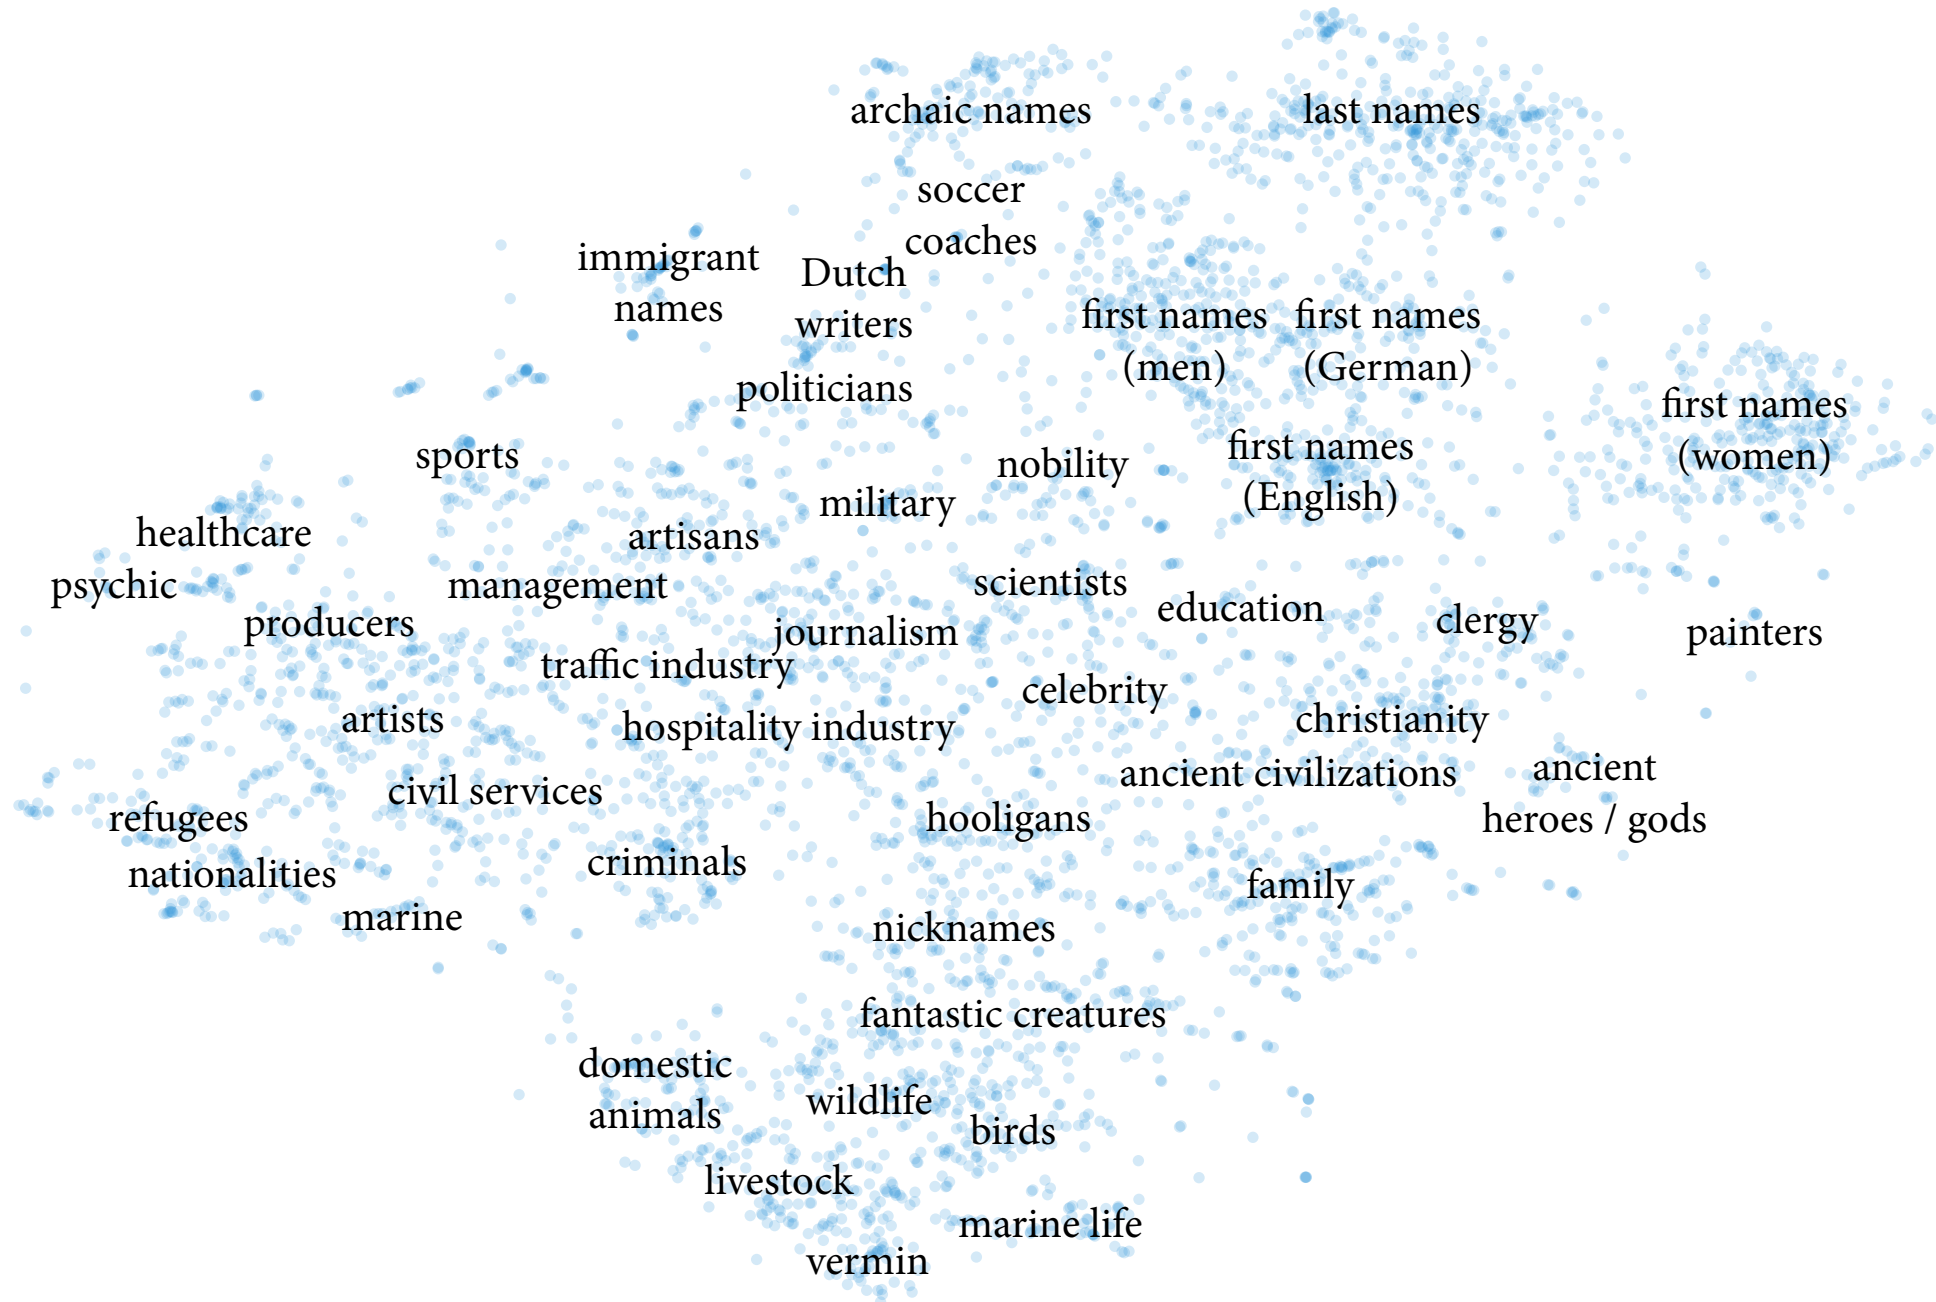 archaic names
last names
soccer
coaches
immigrant
names
Dutch
writers
first names
(men)
first names
(German)
politicians
first names
(women)
sports
nobility
first names
(English)
military
healthcare
artisans
psychic
management
scientists
education
producers
journalism
clergy
painters
traffic industry
celebrity
artists
hospitality industry
christianity
ancient civilizations
ancient
heroes / gods
civil services
refugees
hooligans
nationalities
criminals
family
marine
nicknames
fantastic creatures
domestic
animals
wildlife
birds
livestock
marine life
vermin